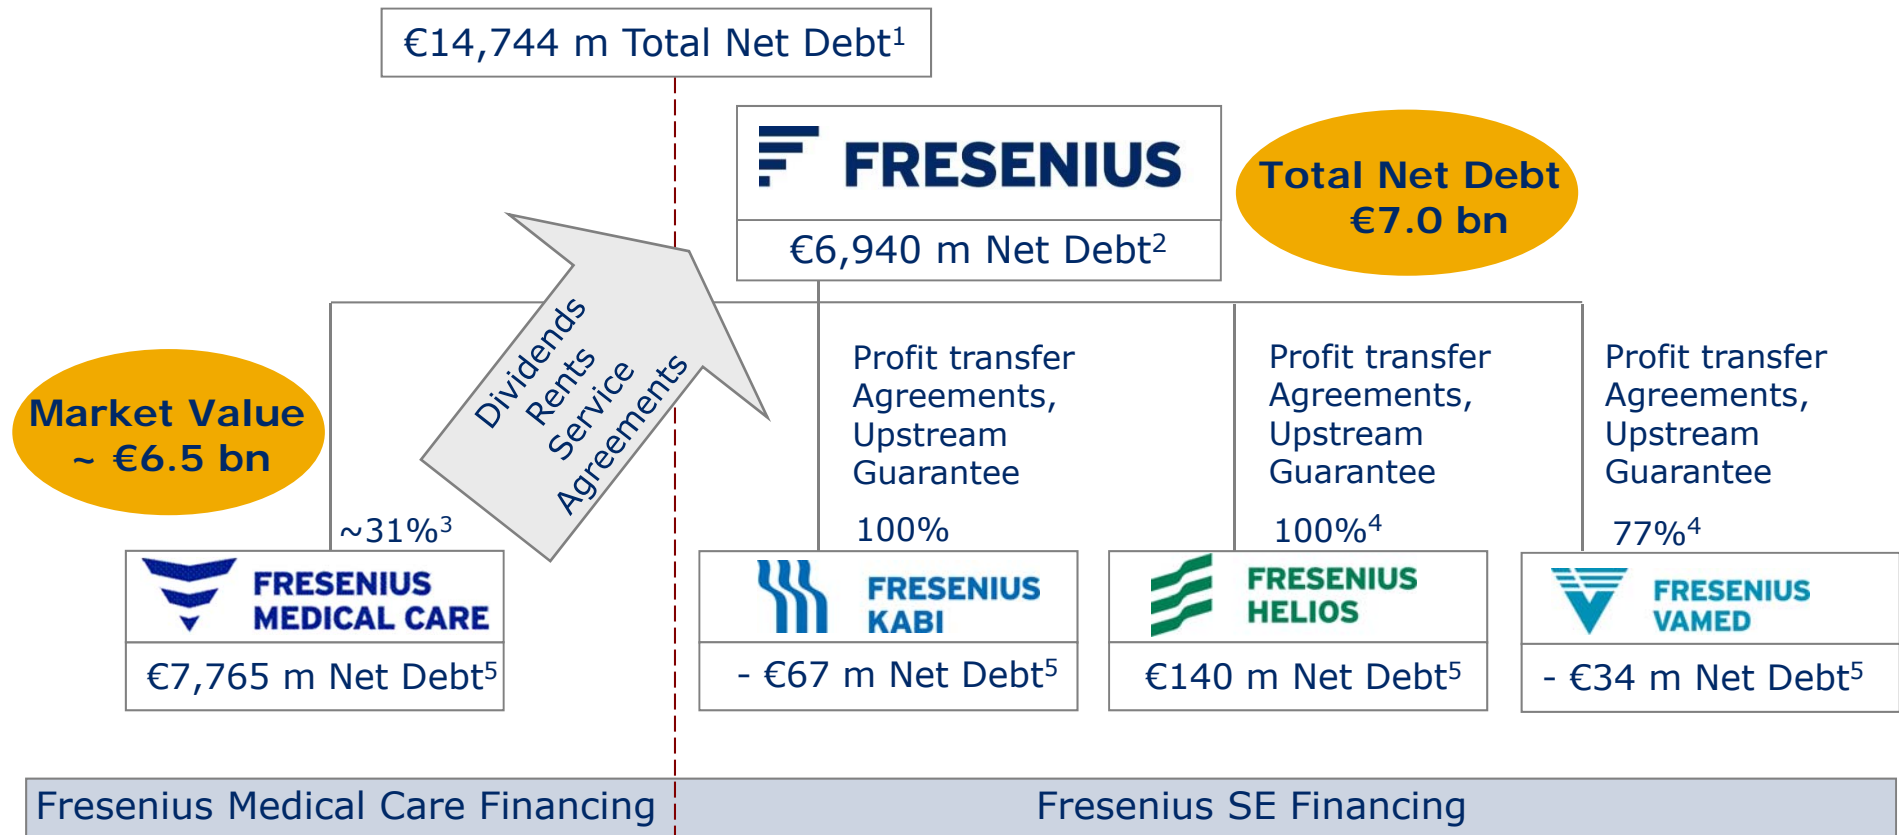 €14,744 m Total Net Debt¹
FRESENIUS
€6,940 m Net Debt²
Total Net Debt
€7.0 bn
Dividends
Rents
Service
Agreements
Market Value
~ €6.5 bn
~31%³
FRESENIUS
MEDICAL CARE
€7,765 m Net Debt⁵
Profit transfer
Agreements,
Upstream
Guarantee
100%
FRESENIUS
KABI
- €67 m Net Debt⁵
Profit transfer
Agreements,
Upstream
Guarantee
100%⁴
FRESENIUS
HELIOS
€140 m Net Debt⁵
Profit transfer
Agreements,
Upstream
Guarantee
77%⁴
FRESENIUS
VAMED
- €34 m Net Debt⁵
Fresenius Medical Care Financing
Fresenius SE Financing